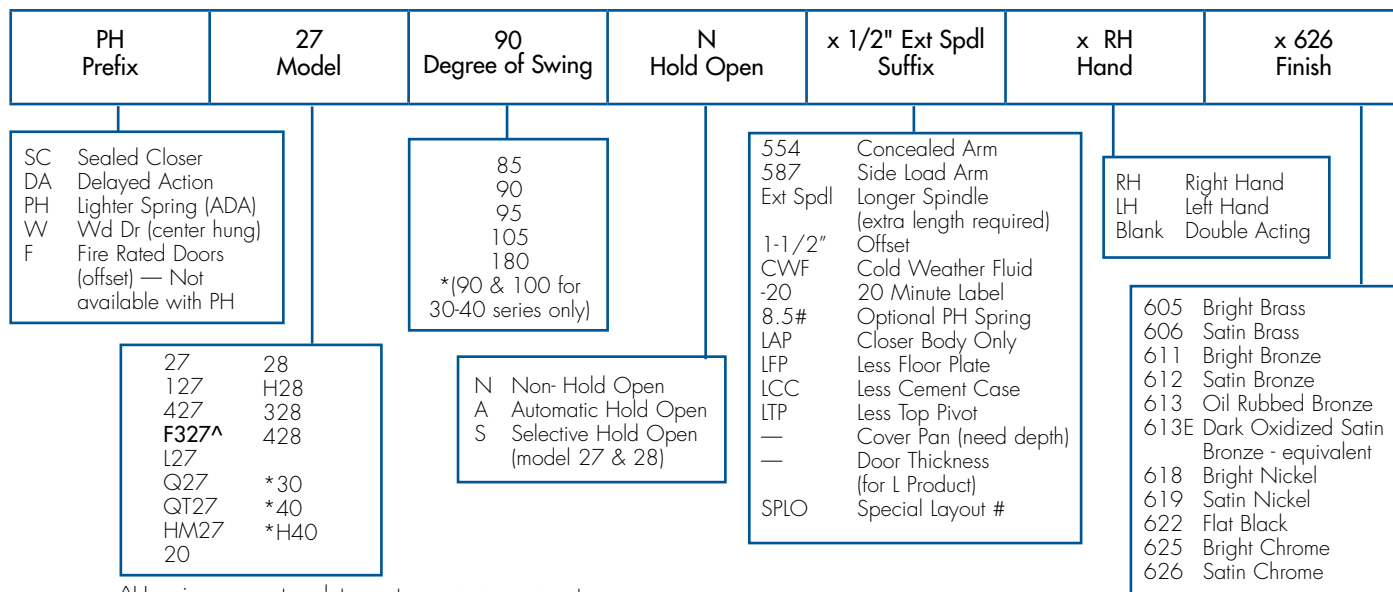 PH
Prefix
27
Model
90
Degree of Swing
N
Hold Open
x 1/2" Ext Spdl
Suffix
x RH
Hand
x 626
Finish
SC Sealed Closer
DA Delayed Action
PH Lighter Spring (ADA)
W Wd Dr (center hung)
F Fire Rated Doors
(offset) — Not
available with PH
27 28
127 H28
427 328
F327^ 428
L27
Q27 *30
QT27 *40
HM27 *H40
20
85
90
95
105
180
*(90 & 100 for
30-40 series only)
N Non- Hold Open
A Automatic Hold Open
S Selective Hold Open
(model 27 & 28)
554 Concealed Arm
587 Side Load Arm
Ext Spdl Longer Spindle
(extra length required)
1-1/2" Offset
CWF Cold Weather Fluid
-20 20 Minute Label
8.5# Optional PH Spring
LAP Closer Body Only
LFP Less Floor Plate
LCC Less Cement Case
LTP Less Top Pivot
— Cover Pan (need depth)
— Door Thickness
(for L Product)
SPLO Special Layout #
RH Right Hand
LH Left Hand
Blank Double Acting
605 Bright Brass
606 Satin Brass
611 Bright Bronze
612 Satin Bronze
613 Oil Rubbed Bronze
613E Dark Oxidized Satin
Bronze - equivalent
618 Bright Nickel
619 Satin Nickel
622 Flat Black
625 Bright Chrome
626 Satin Chrome